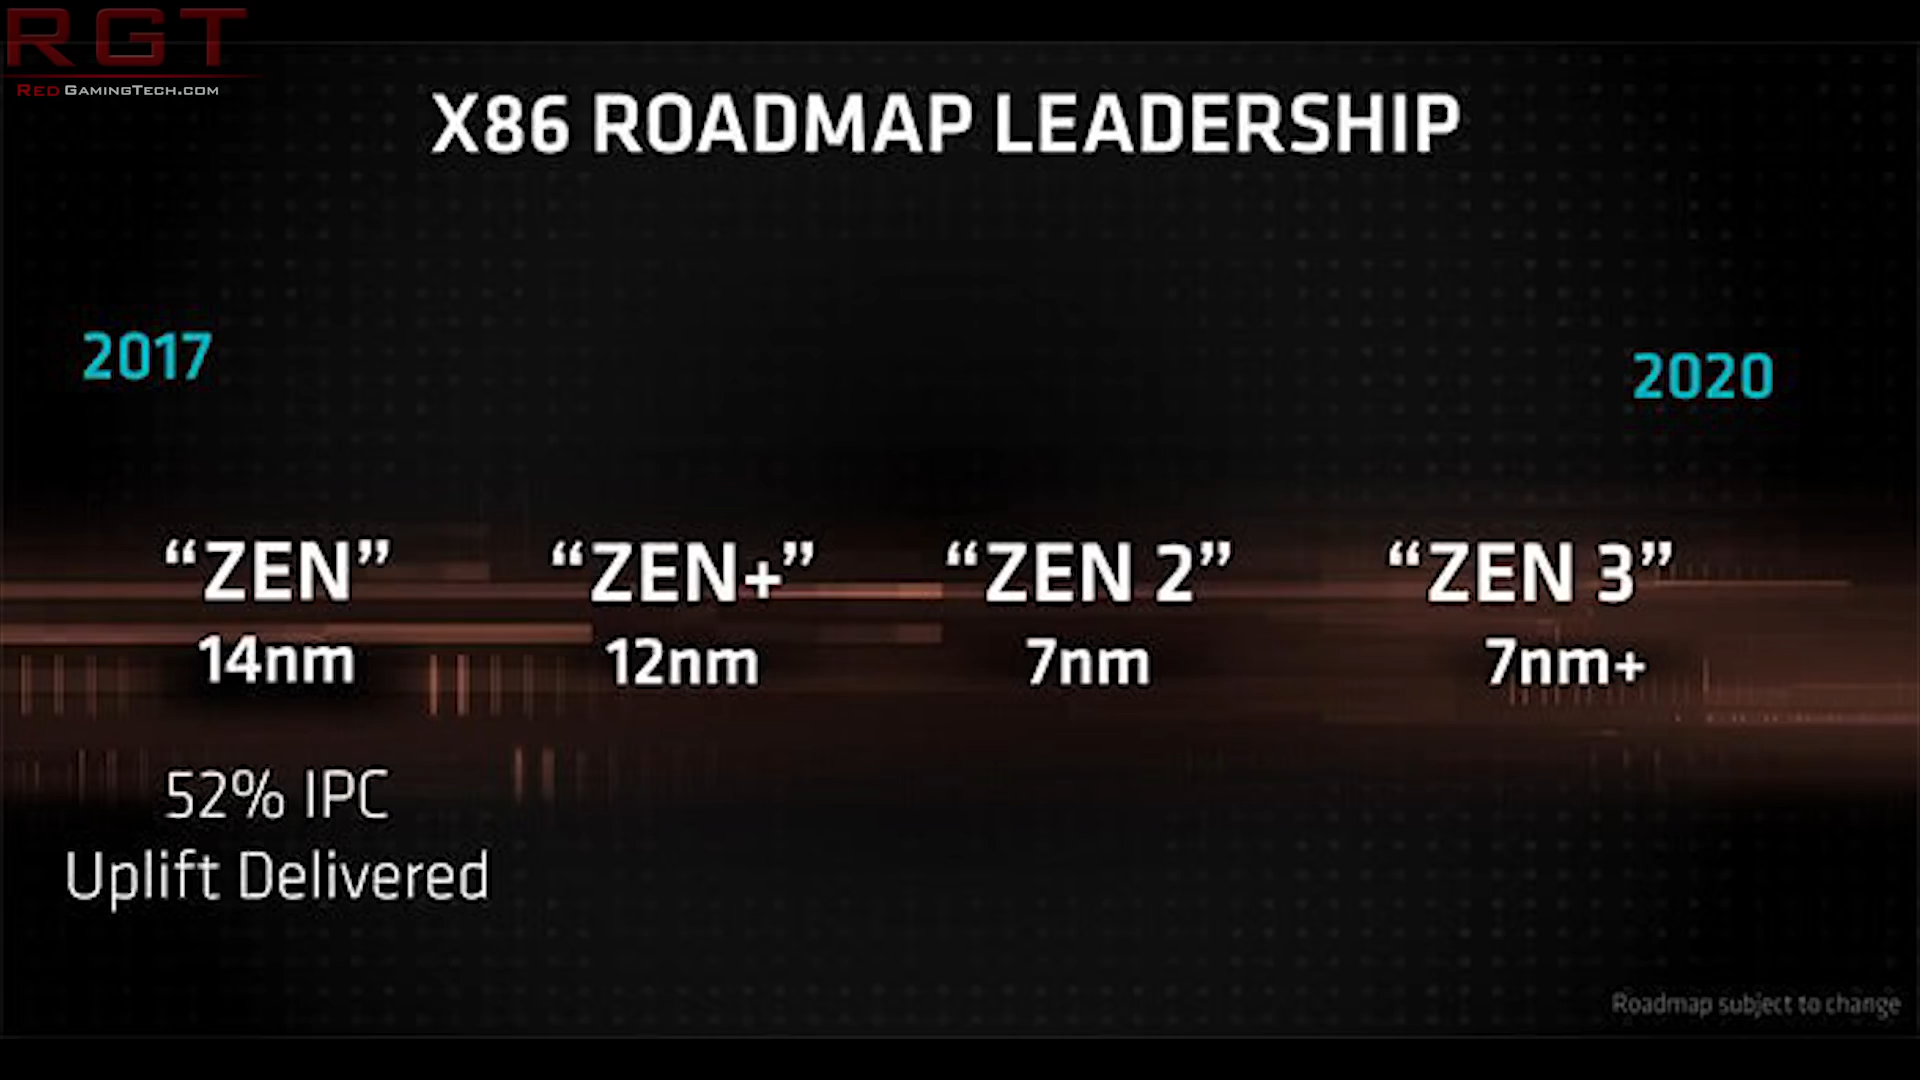 RGT
REDGAMINGTECH.COM
X86 ROADMAP LEADERSHIP
2017
2020
“ZEN”
“ZEN+”
“ZEN 2”
“ZEN 3”
14nm
12nm
7nm
7nm+
52% IPC
Uplift Delivered
Roadmap subject to change